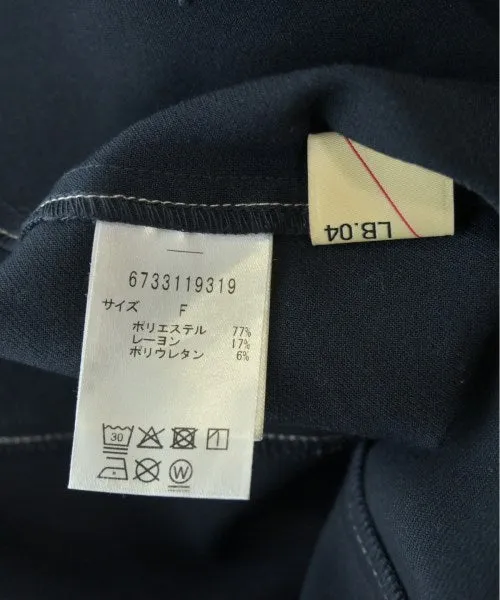 6733119319
サイズ F
ポリエステル 77%
レーヨン 17%
ポリウレタン 6%
30
W
LB.04